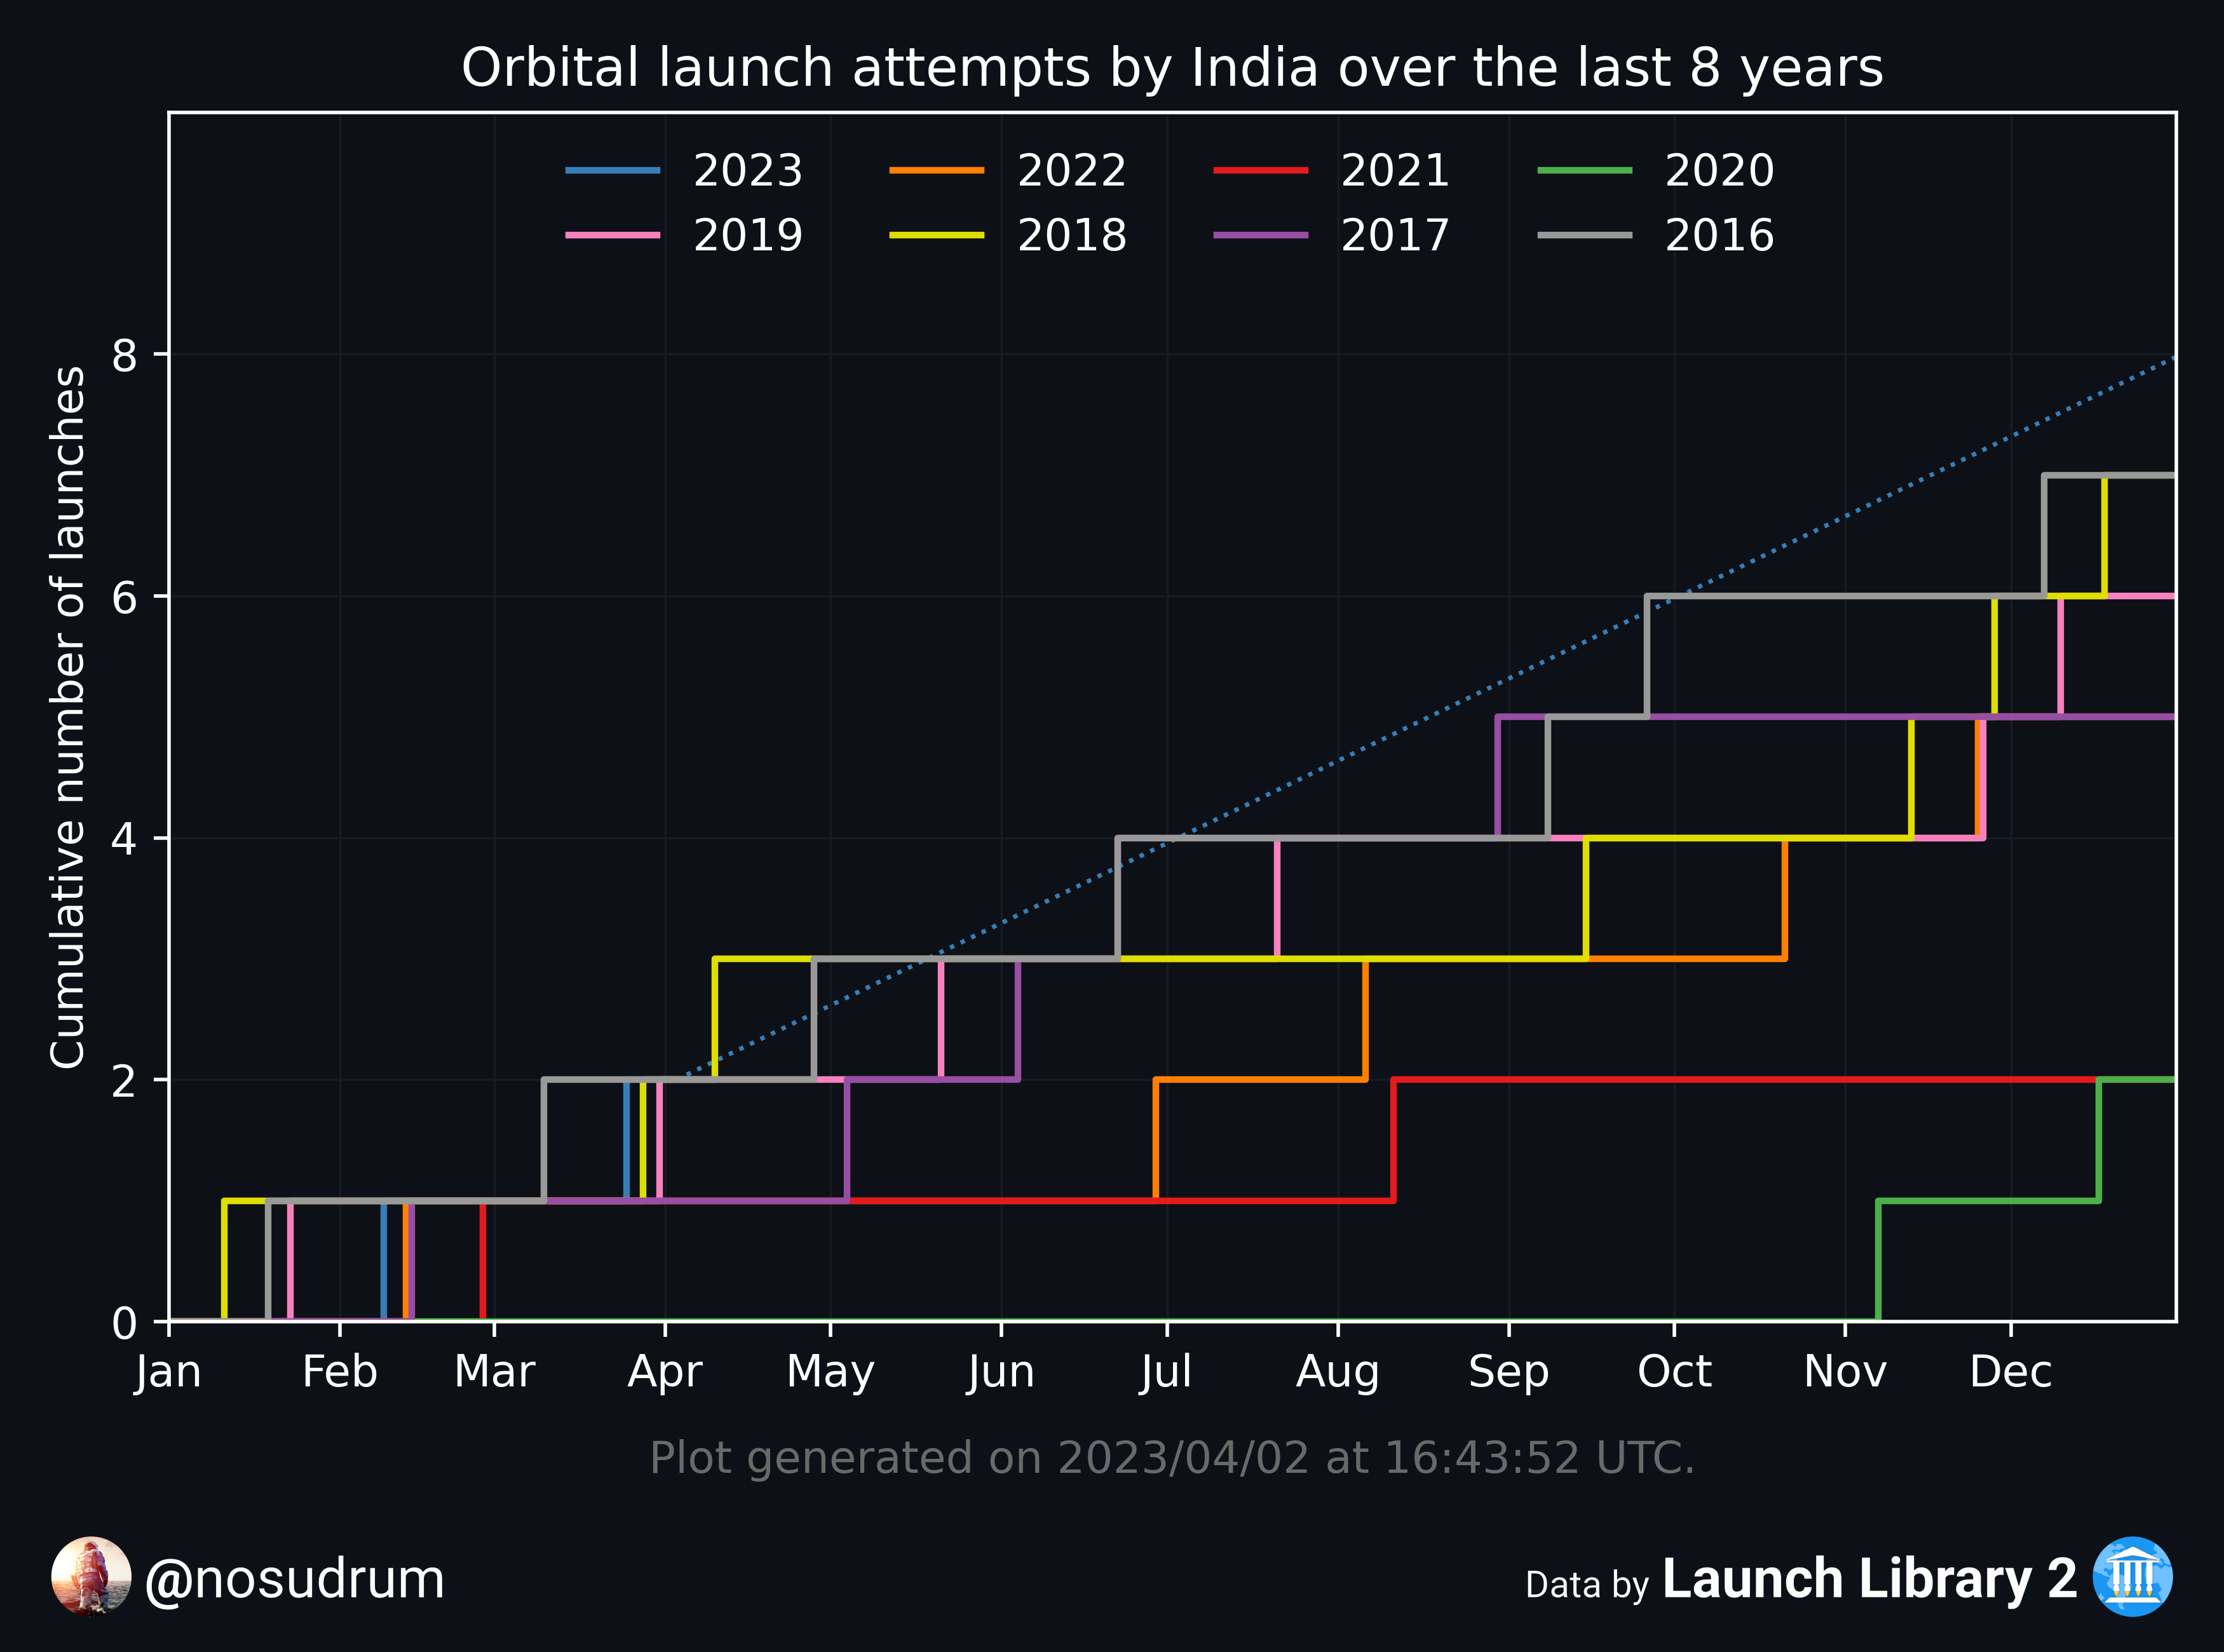 Orbital launch attempts by India over the last 8 years
2023 2022 2021 2020
2019 2018 2017 2016
Cumulative number of launches
8
6
4
2
0
Jan Feb Mar Apr May Jun Jul Aug Sep Oct Nov Dec
Plot generated on 2023/04/02 at 16:43:52 UTC.
@nosudrum
Data by Launch Library 2